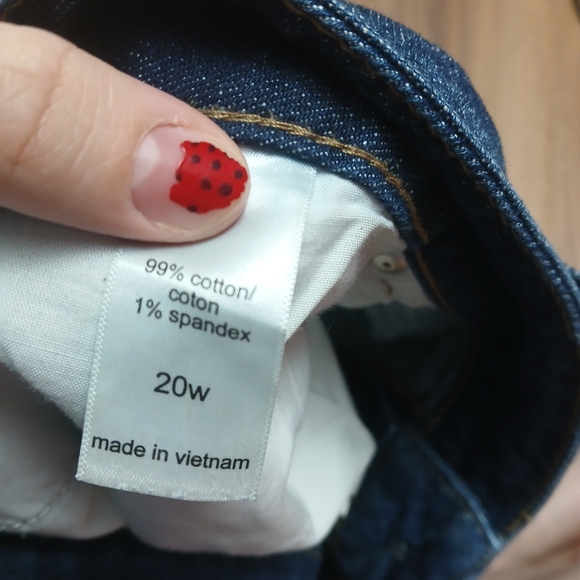 99% cotton/
coton
1% spandex
20w
made in vietnam